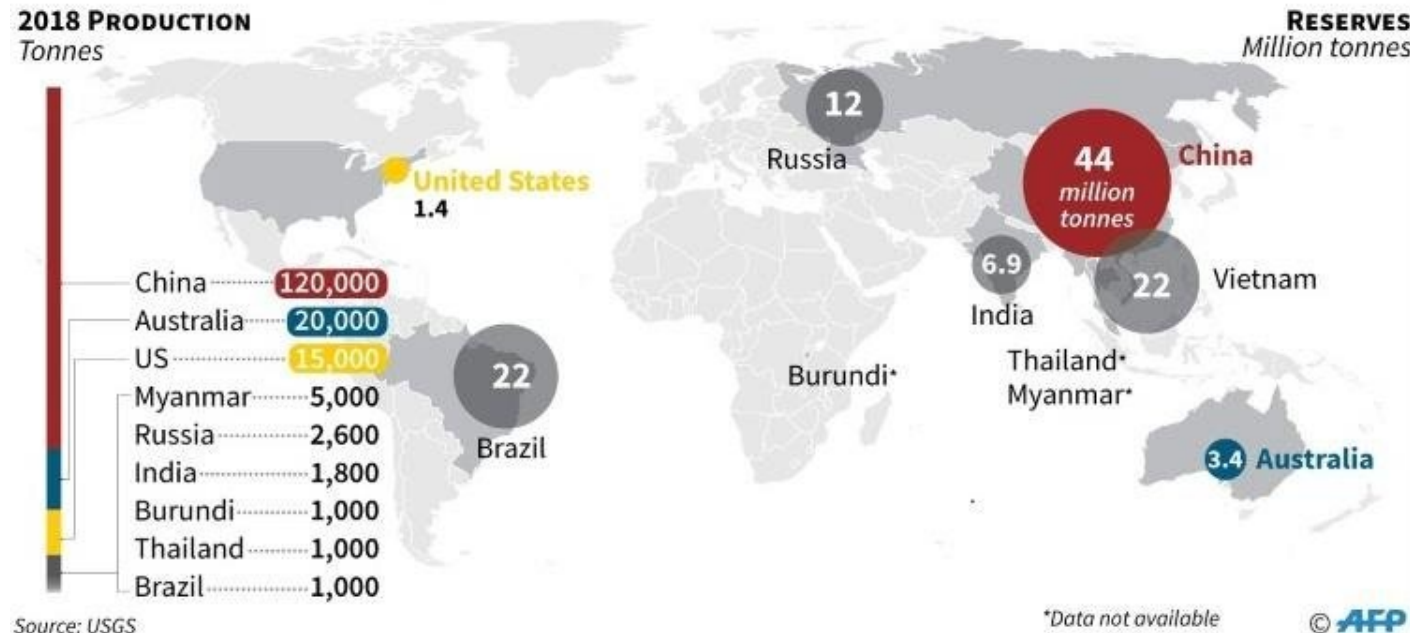 2018 PRODUCTION
Tonnes
RESERVES
Million tonnes
12
Russia
44
million
tonnes
China
United States
1.4
6.9
India
22
Vietnam
China 120,000
Australia 20,000
US 15,000
Myanmar 5,000
Russia 2,600
India 1,800
Burundi 1,000
Thailand 1,000
Brazil 1,000
22
Brazil
Burundi*
Thailand*
Myanmar*
3.4 Australia
Source: USGS
*Data not available
© AFP